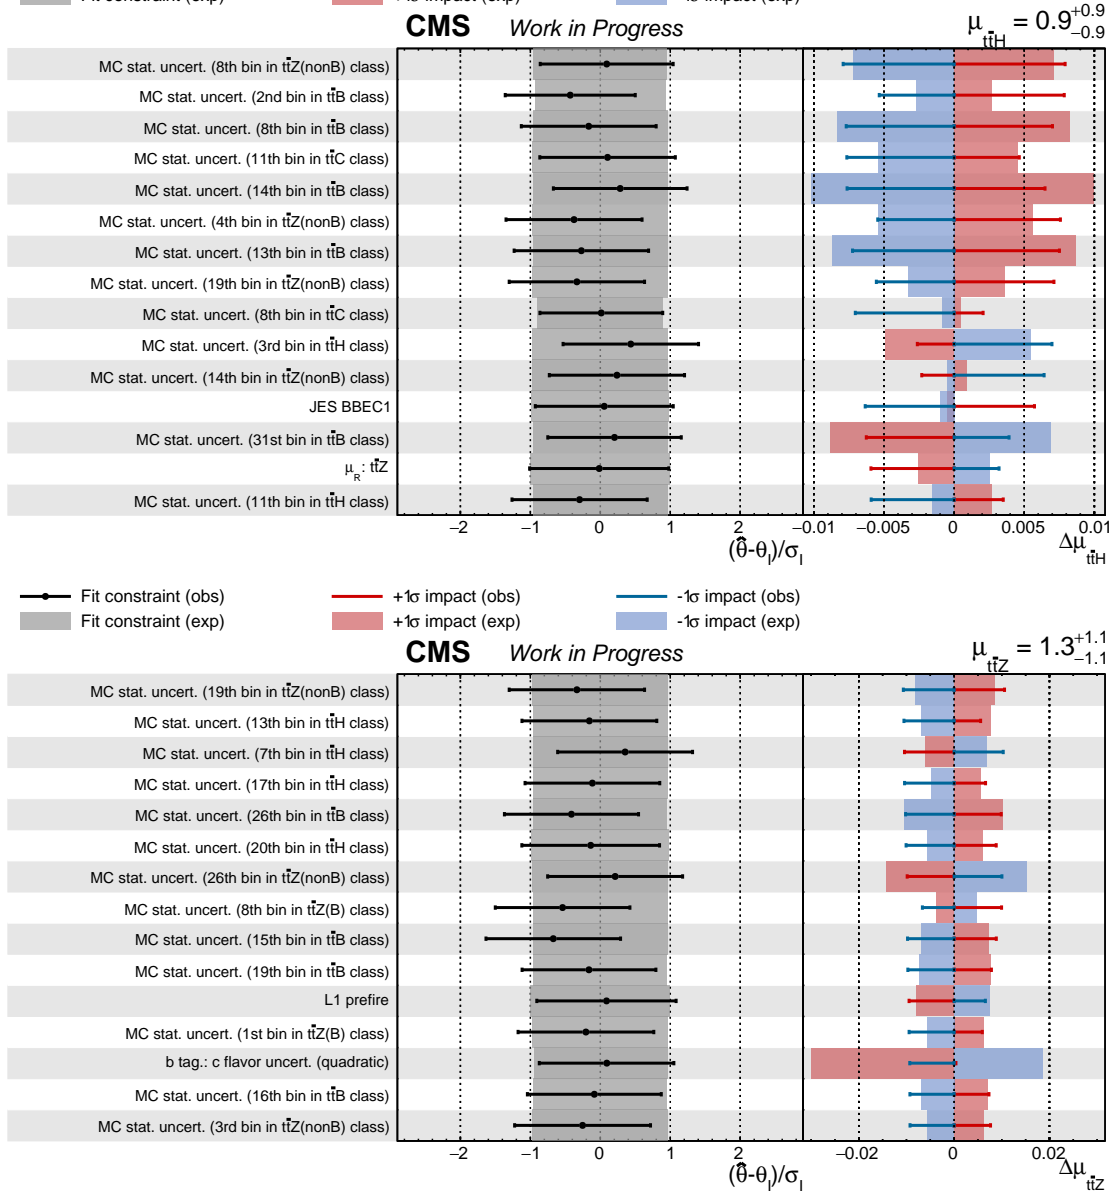 Fit constraint (exp) +1σ impact (exp) -1σ impact (exp)
CMS Work in Progress μ_tt̄H = 0.9 +0.9 −0.9
MC stat. uncert. (8th bin in tt̄Z(nonB) class)
MC stat. uncert. (2nd bin in tt̄B class)
MC stat. uncert. (8th bin in tt̄B class)
MC stat. uncert. (11th bin in tt̄C class)
MC stat. uncert. (14th bin in tt̄B class)
MC stat. uncert. (4th bin in tt̄Z(nonB) class)
MC stat. uncert. (13th bin in tt̄B class)
MC stat. uncert. (19th bin in tt̄Z(nonB) class)
MC stat. uncert. (8th bin in tt̄C class)
MC stat. uncert. (3rd bin in tt̄H class)
MC stat. uncert. (14th bin in tt̄Z(nonB) class)
JES BBEC1
MC stat. uncert. (31st bin in tt̄B class)
μ_R: tt̄Z
MC stat. uncert. (11th bin in tt̄H class)
−2 −1 0 1 2 −0.01 −0.005 0 0.005 0.01
(θ̂-θ_I)/σ_I Δμ_tt̄H
Fit constraint (obs) +1σ impact (obs) -1σ impact (obs)
Fit constraint (exp) +1σ impact (exp) -1σ impact (exp)
CMS Work in Progress μ_tt̄Z = 1.3 +1.1 −1.1
MC stat. uncert. (19th bin in tt̄Z(nonB) class)
MC stat. uncert. (13th bin in tt̄H class)
MC stat. uncert. (7th bin in tt̄H class)
MC stat. uncert. (17th bin in tt̄H class)
MC stat. uncert. (26th bin in tt̄B class)
MC stat. uncert. (20th bin in tt̄H class)
MC stat. uncert. (26th bin in tt̄Z(nonB) class)
MC stat. uncert. (8th bin in tt̄Z(B) class)
MC stat. uncert. (15th bin in tt̄B class)
MC stat. uncert. (19th bin in tt̄B class)
L1 prefire
MC stat. uncert. (1st bin in tt̄Z(B) class)
b tag.: c flavor uncert. (quadratic)
MC stat. uncert. (16th bin in tt̄B class)
MC stat. uncert. (3rd bin in tt̄Z(nonB) class)
−2 −1 0 1 2 −0.02 0 0.02
(θ̂-θ_I)/σ_I Δμ_tt̄Z